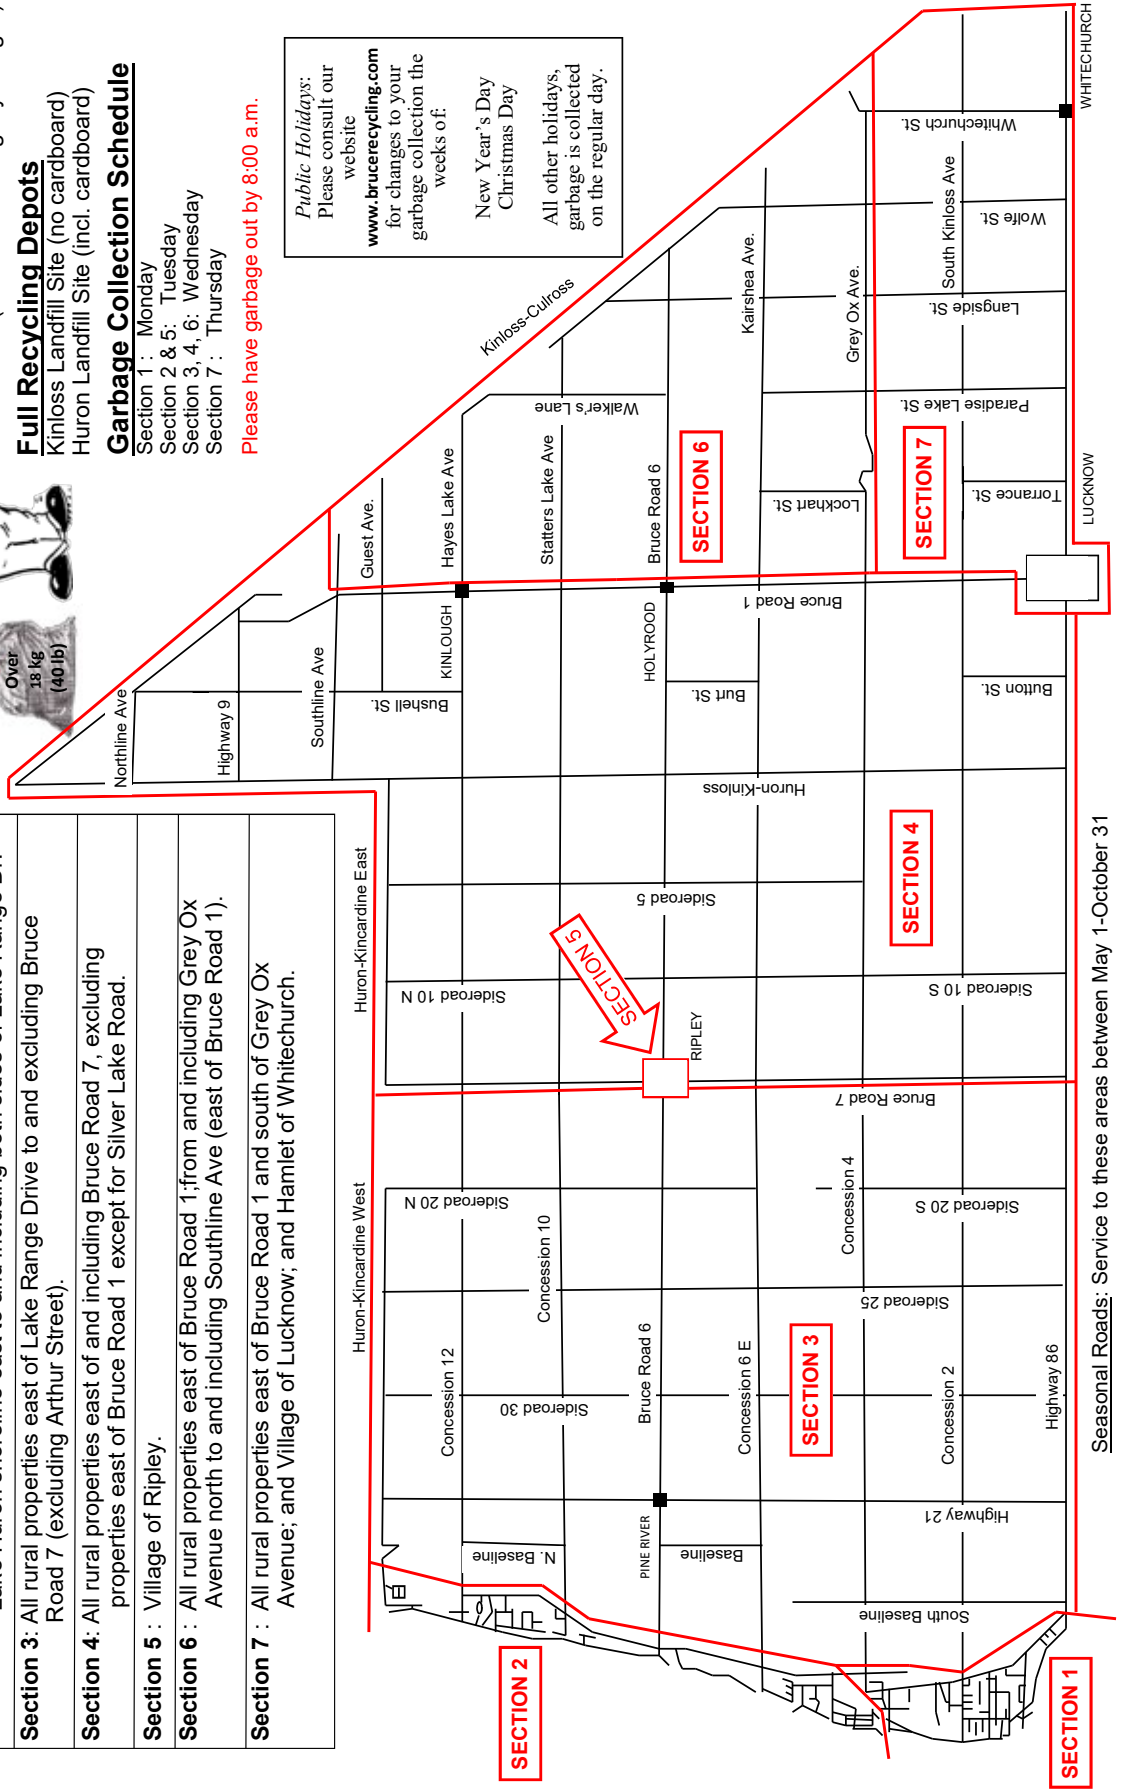 Section 3: All rural properties east of Lake Range Drive to and excluding Bruce
Road 7 (excluding Arthur Street).
Section 4: All rural properties east of and including Bruce Road 7, excluding
properties east of Bruce Road 1 except for Silver Lake Road.
Section 5 : Village of Ripley.
Section 6 : All rural properties east of Bruce Road 1;from and including Grey Ox
Avenue north to and including Southline Ave (east of Bruce Road 1).
Section 7 : All rural properties east of Bruce Road 1 and south of Grey Ox
Avenue; and Village of Lucknow; and Hamlet of Whitechurch.
Over
18 kg
(40 lb)
Full Recycling Depots
Kinloss Landfill Site (no cardboard)
Huron Landfill Site (incl. cardboard)
Garbage Collection Schedule
Section 1 : Monday
Section 2 & 5: Tuesday
Section 3, 4, 6: Wednesday
Section 7 : Thursday
Please have garbage out by 8:00 a.m.
Public Holidays:
Please consult our
website
www.brucerecycling.com
for changes to your
garbage collection the
weeks of:
New Year's Day
Christmas Day
All other holidays,
garbage is collected
on the regular day.
Huron-Kincardine West
Huron-Kincardine East
Northline Ave
Highway 9
Southline Ave
Guest Ave.
Bushell St.
Kinloss-Culross
Concession 12
Sideroad 20 N
Sideroad 10 N
KINLOUGH
Hayes Lake Ave
SECTION 2
N. Baseline
Sideroad 30
Concession 10
SECTION 5
Statters Lake Ave
Walker's Lane
PINE RIVER
Bruce Road 6
RIPLEY
Sideroad 5
HOLYROOD
Bruce Road 6
SECTION 6
Baseline
Concession 6 E
Huron-Kinloss
Burt St.
Bruce Road 1
Kairshea Ave.
SECTION 3
Concession 4
Lockhart St.
Grey Ox Ave.
South Baseline
Sideroad 25
Bruce Road 7
SECTION 4
SECTION 7
Paradise Lake St.
Langside St.
South Kinloss Ave
Whitechurch St.
Highway 21
Concession 2
Sideroad 20 S
Sideroad 10 S
Button St.
Torrance St.
Wolfe St.
SECTION 1
Highway 86
LUCKNOW
WHITECHURCH
Seasonal Roads: Service to these areas between May 1-October 31